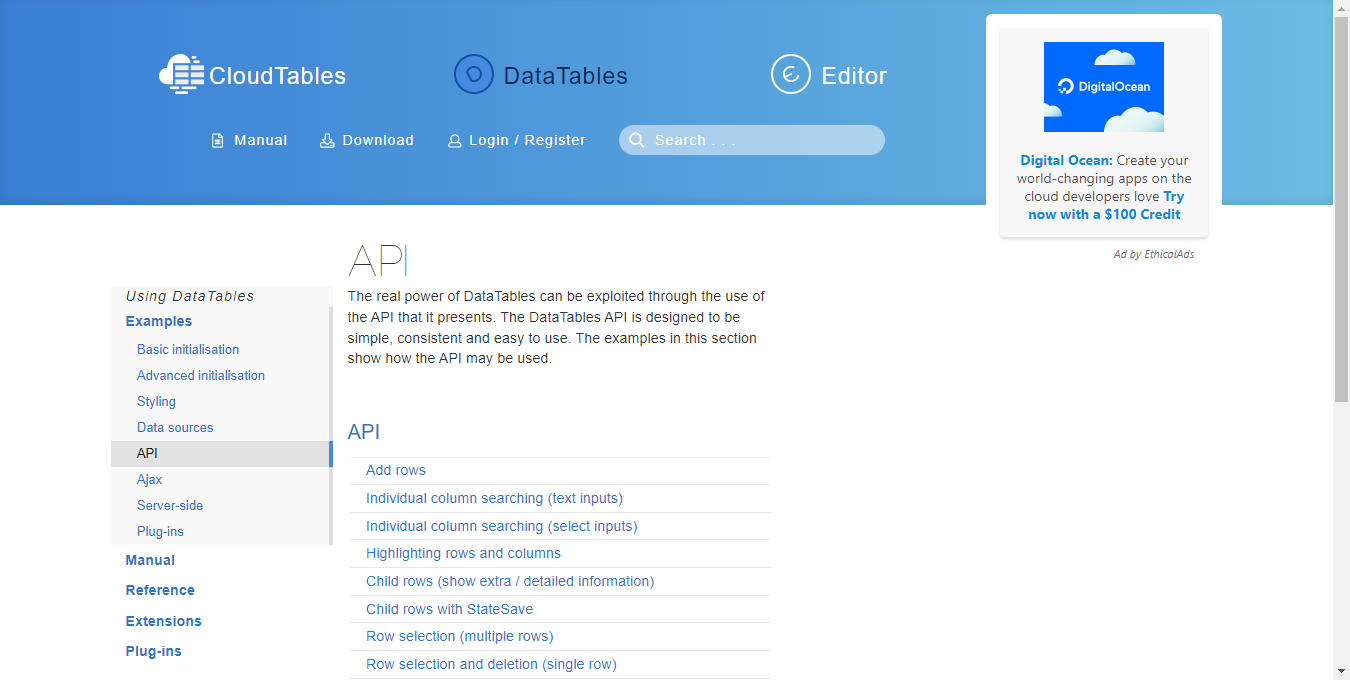 CloudTables
DataTables
Editor
Manual
Download
Login / Register
Search . . .
DigitalOcean
Digital Ocean: Create your
world-changing apps on the
cloud developers love Try
now with a $100 Credit
Ad by EthicalAds
Using DataTables
Examples
Basic initialisation
Advanced initialisation
Styling
Data sources
API
Ajax
Server-side
Plug-ins
Manual
Reference
Extensions
Plug-ins
API
The real power of DataTables can be exploited through the use of
the API that it presents. The DataTables API is designed to be
simple, consistent and easy to use. The examples in this section
show how the API may be used.
API
Add rows
Individual column searching (text inputs)
Individual column searching (select inputs)
Highlighting rows and columns
Child rows (show extra / detailed information)
Child rows with StateSave
Row selection (multiple rows)
Row selection and deletion (single row)